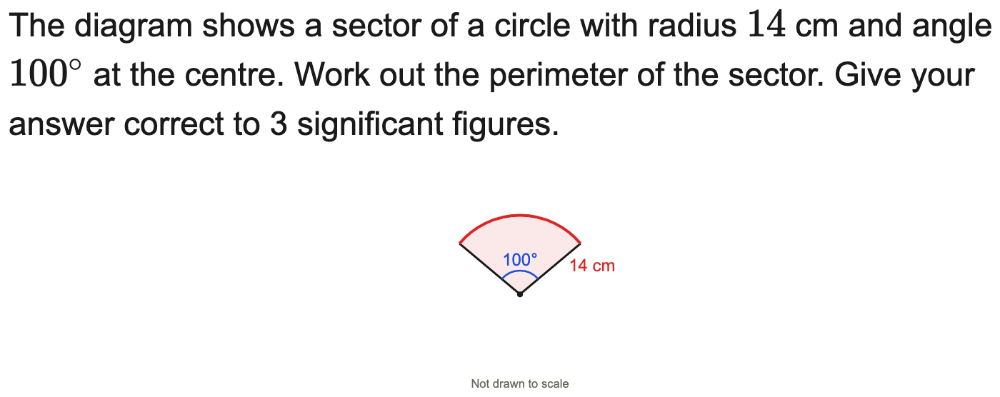 The diagram shows a sector of a circle with radius 14 cm and angle
100° at the centre. Work out the perimeter of the sector. Give your
answer correct to 3 significant figures.
100°
14 cm
Not drawn to scale